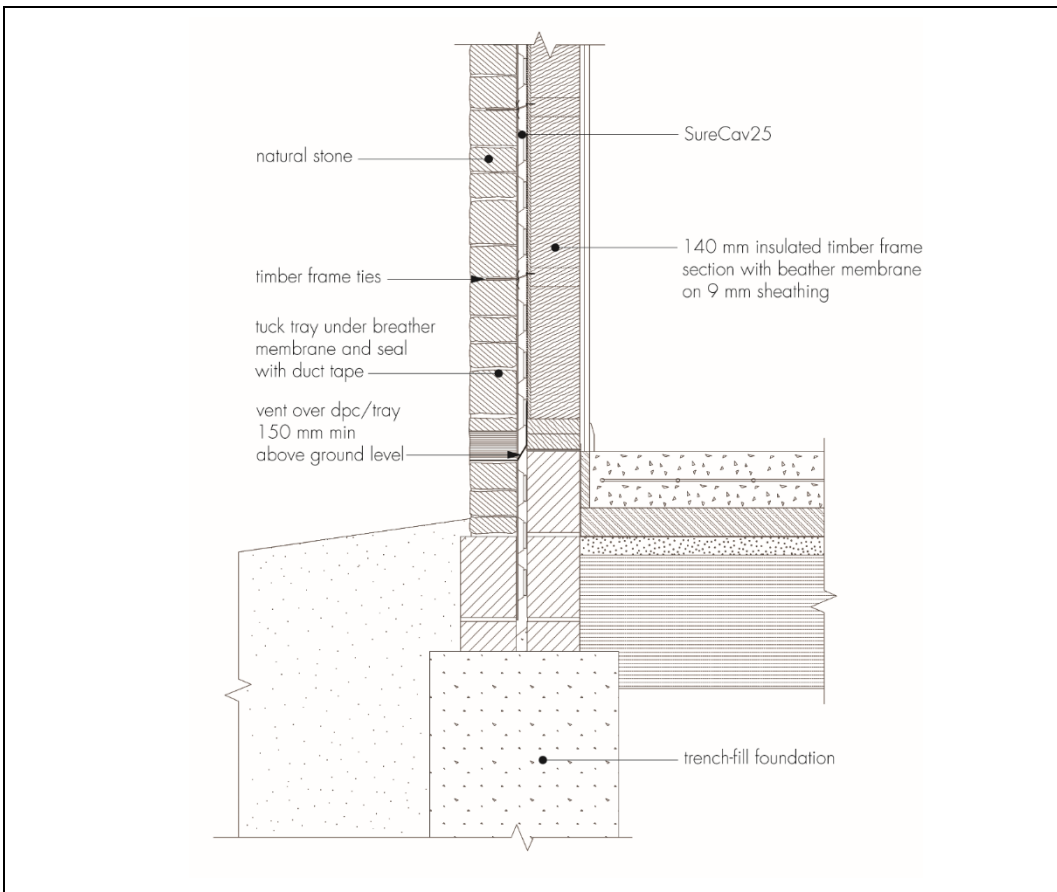 natural stone
SureCav25
timber frame ties
140 mm insulated timber frame
section with beather membrane
on 9 mm sheathing
tuck tray under breather
membrane and seal
with duct tape
vent over dpc/tray
150 mm min
above ground level
trench-fill foundation